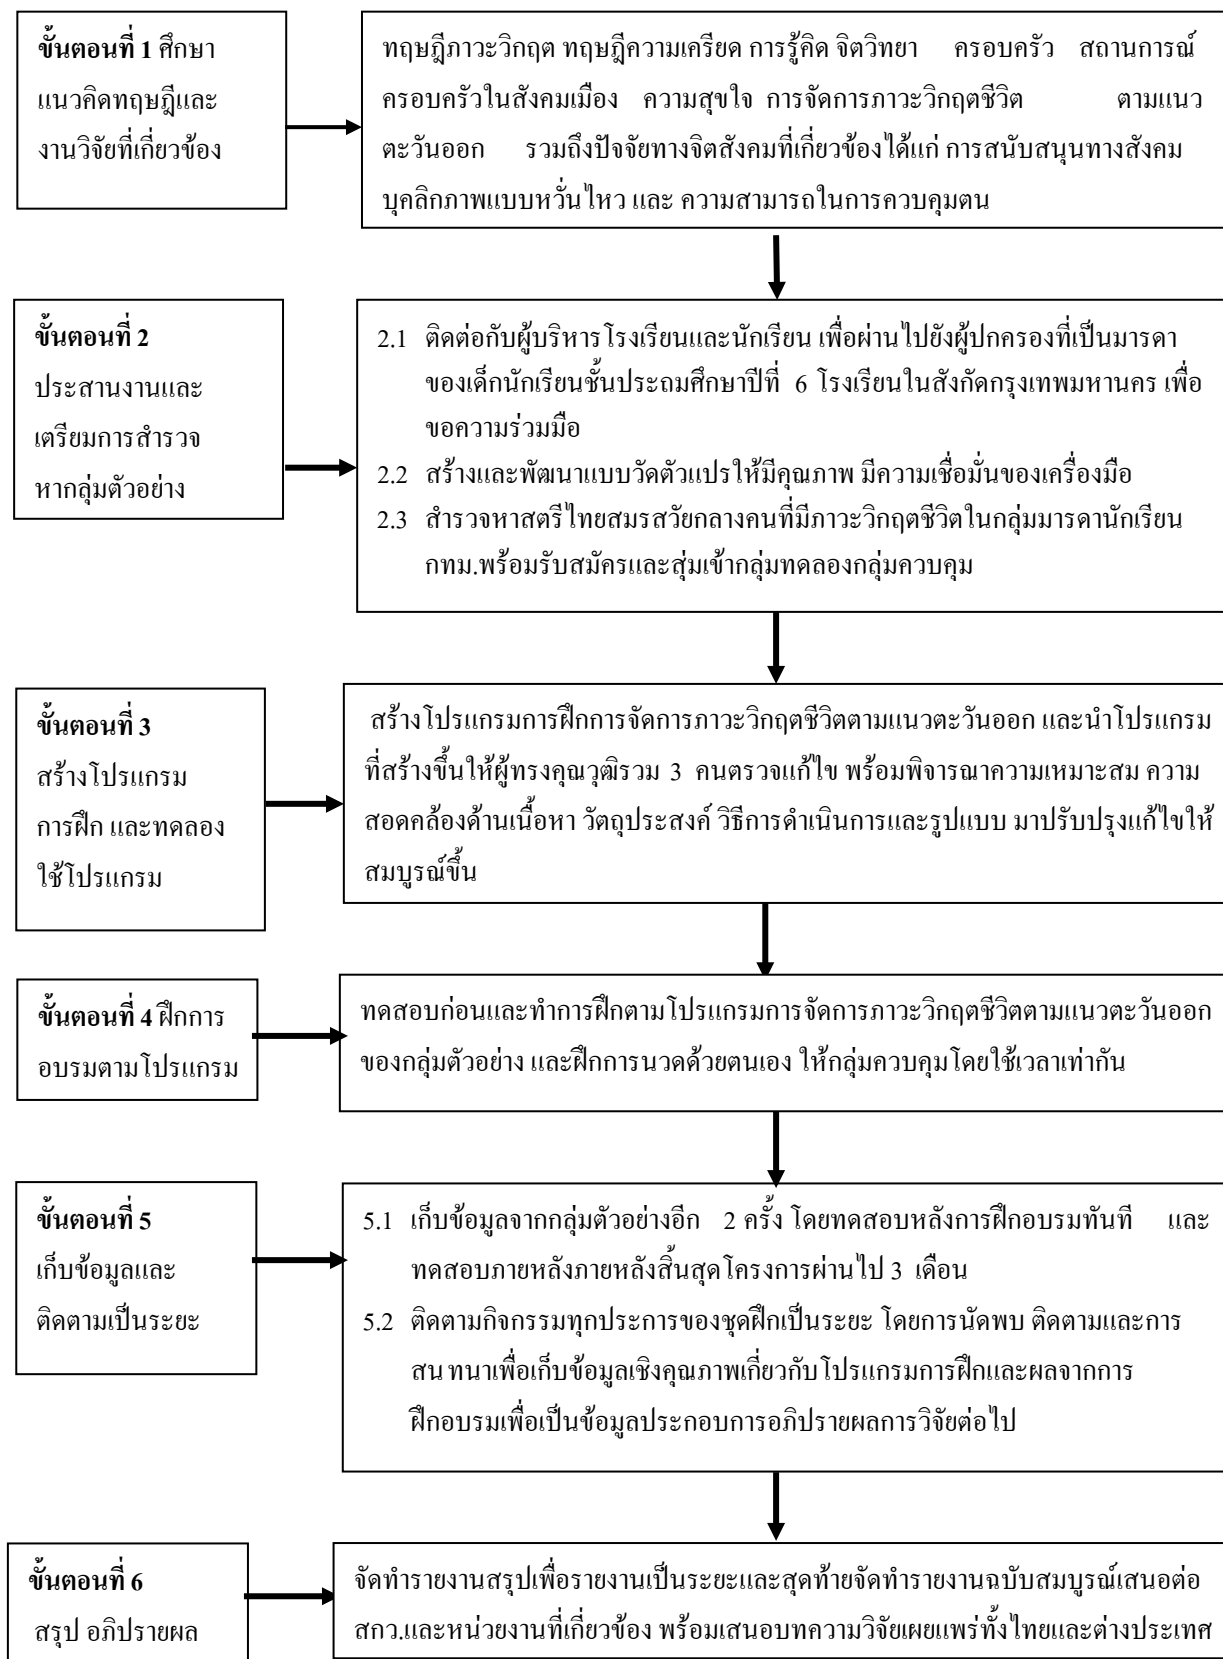 ขั้นตอนที่ 1 ศึกษา
แนวคิดทฤษฎีและ
งานวิจัยที่เกี่ยวข้อง
ทฤษฎีภาวะวิกฤต ทฤษฎีความเครียด การรู้คิด จิตวิทยา ครอบครัว สถานการณ์
ครอบครัวในสังคมเมือง ความสุขใจ การจัดการภาวะวิกฤตชีวิต ตามแนว
ตะวันออก รวมถึงปัจจัยทางจิตสังคมที่เกี่ยวข้องได้แก่ การสนับสนุนทางสังคม
บุคลิกภาพแบบหวั่นไหว และ ความสามารถในการควบคุมตน
ขั้นตอนที่ 2
ประสานงานและ
เตรียมการสำรวจ
หากลุ่มตัวอย่าง
2.1 ติดต่อกับผู้บริหารโรงเรียนและนักเรียน เพื่อผ่านไปยังผู้ปกครองที่เป็นมารดา
ของเด็กนักเรียนชั้นประถมศึกษาปีที่ 6 โรงเรียนในสังกัดกรุงเทพมหานคร เพื่อ
ขอความร่วมมือ
2.2 สร้างและพัฒนาแบบวัดตัวแปรให้มีคุณภาพ มีความเชื่อมั่นของเครื่องมือ
2.3 สำรวจหาสตรีไทยสมรสวัยกลางคนที่มีภาวะวิกฤตชีวิตในกลุ่มมารดานักเรียน
กทม.พร้อมรับสมัครและสุ่มเข้ากลุ่มทดลองกลุ่มควบคุม
ขั้นตอนที่ 3
สร้างโปรแกรม
การฝึก และทดลอง
ใช้โปรแกรม
สร้างโปรแกรมการฝึกการจัดการภาวะวิกฤตชีวิตตามแนวตะวันออก และนำโปรแกรม
ที่สร้างขึ้นให้ผู้ทรงคุณวุฒิรวม 3 คนตรวจแก้ไข พร้อมพิจารณาความเหมาะสม ความ
สอดคล้องด้านเนื้อหา วัตถุประสงค์ วิธีการดำเนินการและรูปแบบ มาปรับปรุงแก้ไขให้
สมบูรณ์ขึ้น
ขั้นตอนที่ 4 ฝึกการ
อบรมตามโปรแกรม
ทดสอบก่อนและทำการฝึกตามโปรแกรมการจัดการภาวะวิกฤตชีวิตตามแนวตะวันออก
ของกลุ่มตัวอย่าง และฝึกการนวดด้วยตนเอง ให้กลุ่มควบคุมโดยใช้เวลาเท่ากัน
ขั้นตอนที่ 5
เก็บข้อมูลและ
ติดตามเป็นระยะ
5.1 เก็บข้อมูลจากกลุ่มตัวอย่างอีก 2 ครั้ง โดยทดสอบหลังการฝึกอบรมทันที และ
ทดสอบภายหลังภายหลังสิ้นสุดโครงการผ่านไป 3 เดือน
5.2 ติดตามกิจกรรมทุกประการของชุดฝึกเป็นระยะ โดยการนัดพบ ติดตามและการ
สน ทนาเพื่อเก็บข้อมูลเชิงคุณภาพเกี่ยวกับโปรแกรมการฝึกและผลจากการ
ฝึกอบรมเพื่อเป็นข้อมูลประกอบการอภิปรายผลการวิจัยต่อไป
ขั้นตอนที่ 6
สรุป อภิปรายผล
จัดทำรายงานสรุปเพื่อรายงานเป็นระยะและสุดท้ายจัดทำรายงานฉบับสมบูรณ์เสนอต่อ
สกว.และหน่วยงานที่เกี่ยวข้อง พร้อมเสนอบทความวิจัยเผยแพร่ทั้งไทยและต่างประเทศ